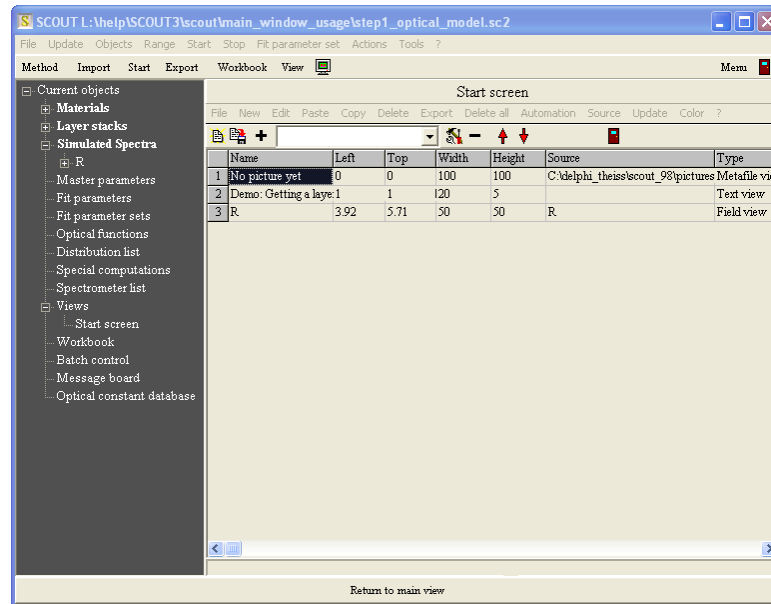 SCOUT L:\help\SCOUT3\scout\main_window_usage\step1_optical_model.sc2
File Update Objects Range Start Stop Fit parameter set Actions Tools ?
Method Import Start Export Workbook View Menu
Current objects
Materials
Layer stacks
Simulated Spectra
R
Master parameters
Fit parameters
Fit parameter sets
Optical functions
Distribution list
Special computations
Spectrometer list
Views
Start screen
Workbook
Batch control
Message board
Optical constant database
Start screen
File New Edit Paste Copy Delete Export Delete all Automation Source Update Color ?
Name Left Top Width Height Source Type
1 No picture yet 0 0 100 100 C:\delphi_theiss\scout_98\pictures Metafile vi
2 Demo: Getting a laye 1 1 20 5 Text view
3 R 3.92 5.71 50 50 R Field view
Return to main view